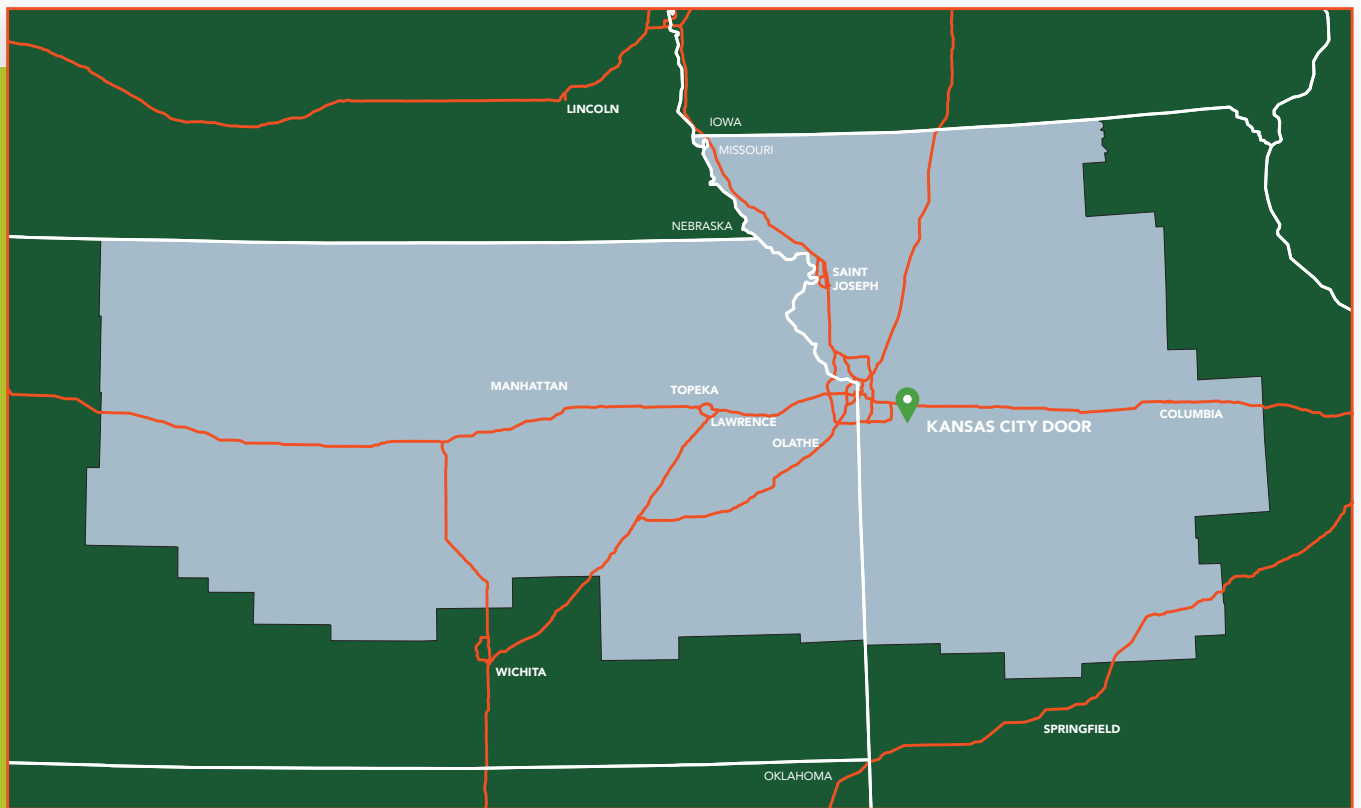 LINCOLN
IOWA
MISSOURI
NEBRASKA
SAINT
JOSEPH
MANHATTAN
TOPEKA
LAWRENCE
OLATHE
KANSAS CITY DOOR
COLUMBIA
WICHITA
SPRINGFIELD
OKLAHOMA